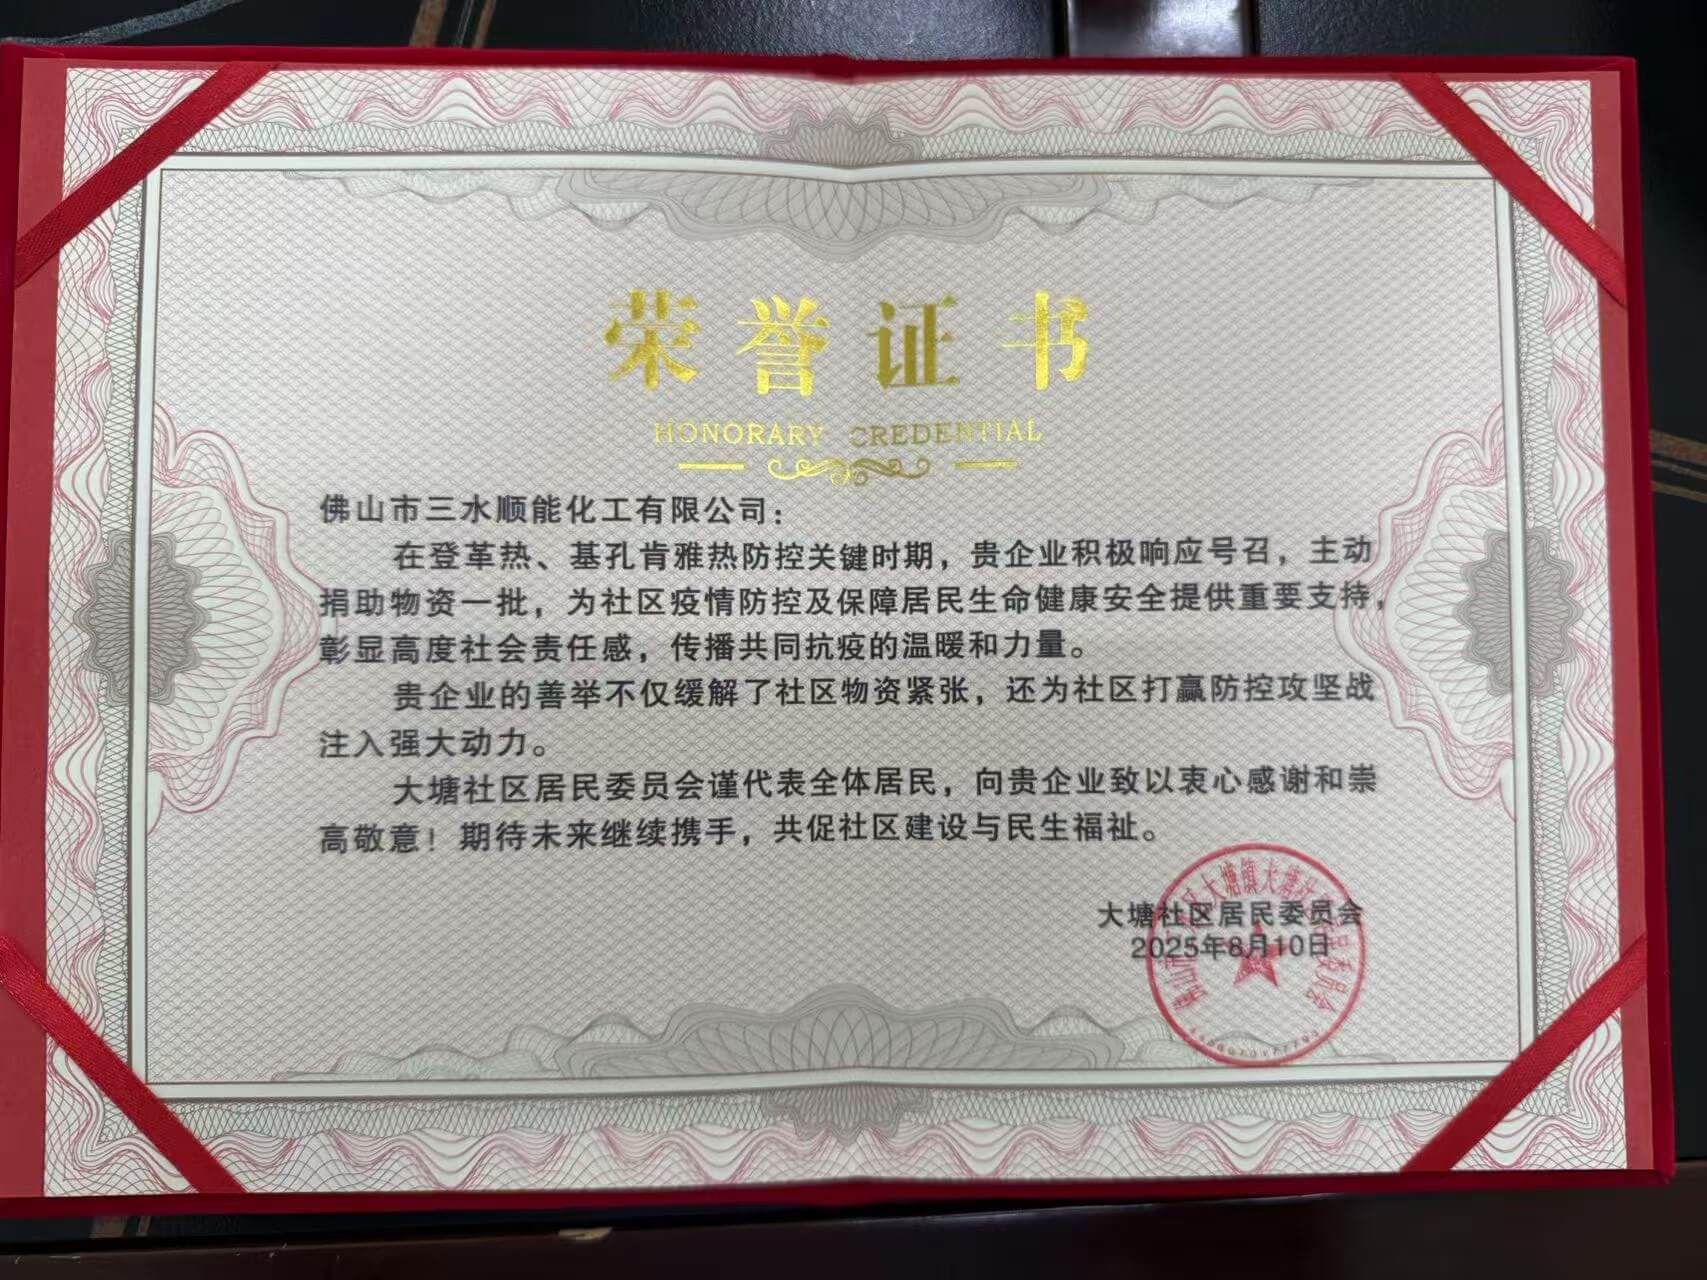 荣誉证书
HONORARY CREDENTIAL
佛山市三水顺能化工有限公司：
在登革热、基孔肯雅热防控关键时期，贵企业积极响应号召，主动
捐助物资一批，为社区疫情防控及保障居民生命健康安全提供重要支持，
彰显高度社会责任感，传播共同抗疫的温暖和力量。
贵企业的善举不仅缓解了社区物资紧张，还为社区打赢防控攻坚战
注入强大动力。
大塘社区居民委员会谨代表全体居民，向贵企业致以衷心感谢和崇
高敬意！期待未来继续携手，共促社区建设与民生福祉。
大塘社区居民委员会
2025年8月10日